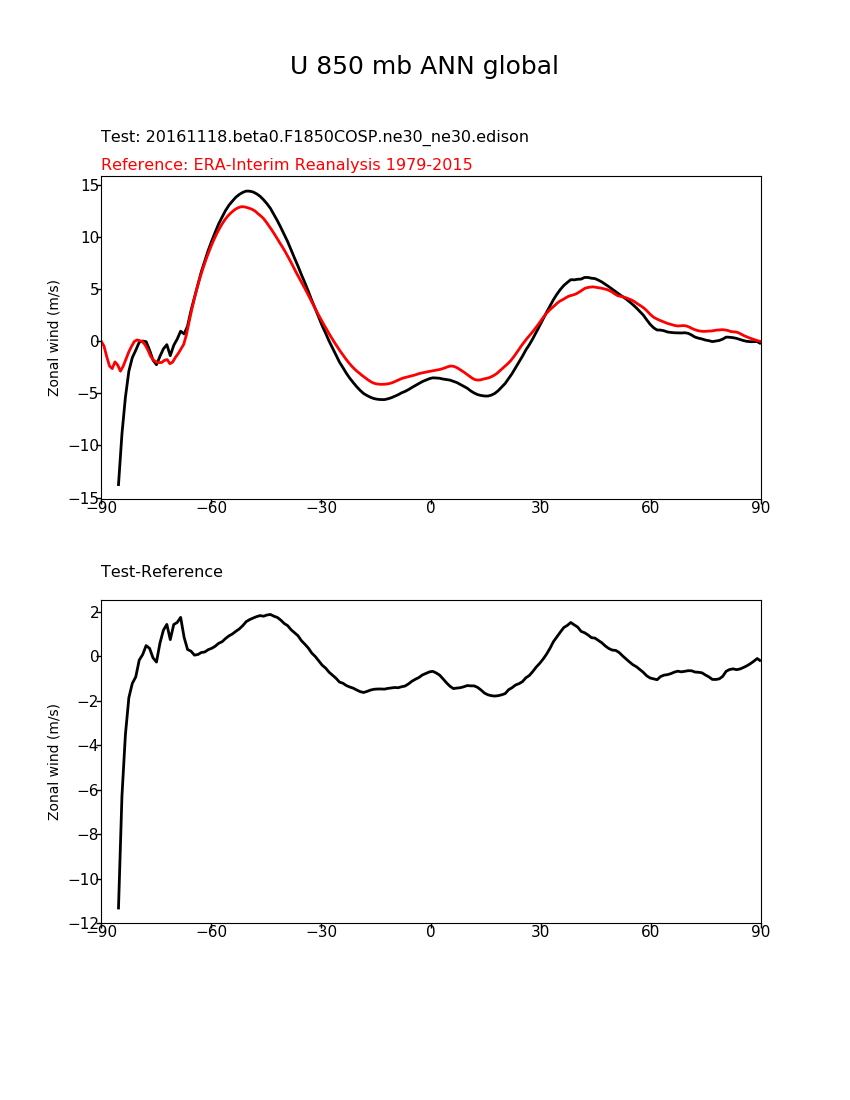 U 850 mb ANN global
Test: 20161118.beta0.F1850COSP.ne30_ne30.edison
Reference: ERA-Interim Reanalysis 1979-2015
15
10
5
0
−5
−10
−15
Zonal wind (m/s)
−90 −60 −30 0 30 60 90
Test-Reference
2
0
−2
−4
−6
−8
−10
−12
Zonal wind (m/s)
−90 −60 −30 0 30 60 90